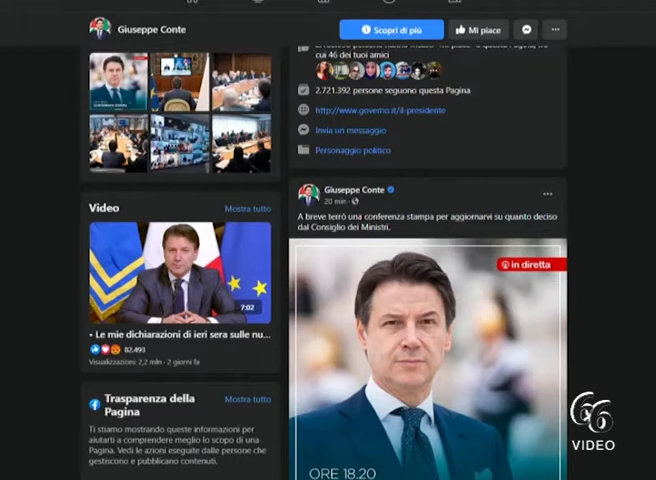 Giuseppe Conte
Scopri di più
Mi piace
cui 46 dei tuoi amici
2.721.392 persone seguono questa Pagina
http://www.governo.it/il-presidente
Invia un messaggio
Personaggio politico
Video
Mostra tutto
7:02
• Le mie dichiarazioni di ieri sera sulle nu...
82.493
Visualizzazioni: 2,2 mln · 2 giorni fa
Trasparenza della
Pagina
Mostra tutto
Ti stiamo mostrando queste informazioni per
aiutarti a comprendere meglio lo scopo di una
Pagina. Vedi le azioni eseguite dalle persone che
gestiscono e pubblicano contenuti.
Giuseppe Conte
20 min ·
A breve terrò una conferenza stampa per aggiornarvi su quanto deciso
dal Consiglio dei Ministri.
in diretta
ORE 18.20
VIDEO